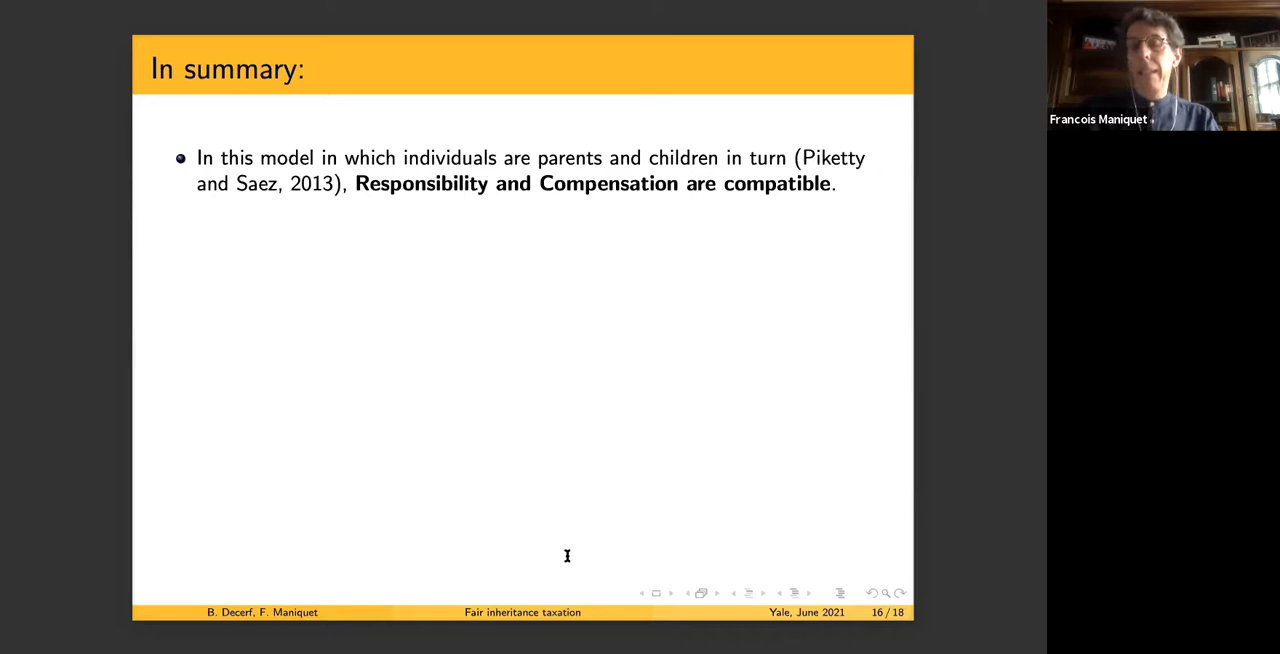 In summary:
In this model in which individuals are parents and children in turn (Piketty
and Saez, 2013), Responsibility and Compensation are compatible.
B. Decerf, F. Maniquet Fair inheritance taxation Yale, June 2021 16 / 18
Francois Maniquet